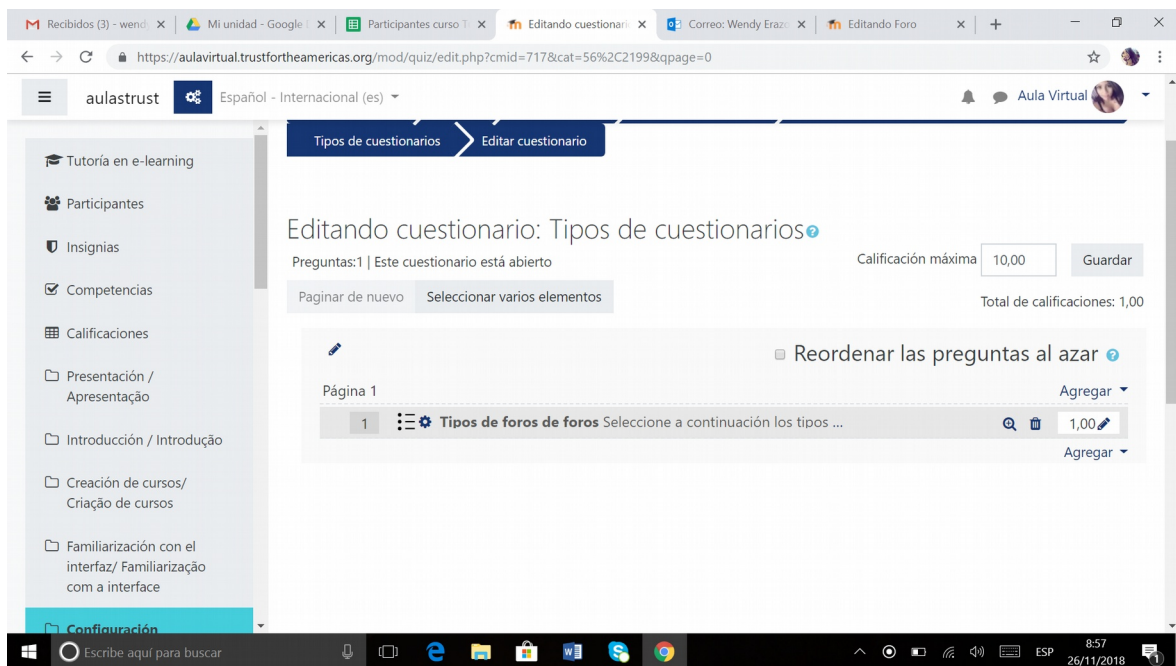 Recibidos (3) - wend
Mi unidad - Google
Participantes curso T
Editando cuestionari
Correo: Wendy Erazo
Editando Foro
https://aulavirtual.trustfortheamericas.org/mod/quiz/edit.php?cmid=717&cat=56%2C2199&qpage=0
aulastrust
Español - Internacional (es)
Aula Virtual
Tutoría en e-learning
Participantes
Insignias
Competencias
Calificaciones
Presentación /
Apresentação
Introducción / Introdução
Creación de cursos/
Criação de cursos
Familiarización con el
interfaz/ Familiarização
com a interface
Configuración
Tipos de cuestionarios
Editar cuestionario
Editando cuestionario: Tipos de cuestionarios
Preguntas:1 | Este cuestionario está abierto
Calificación máxima 10,00 Guardar
Paginar de nuevo Seleccionar varios elementos
Total de calificaciones: 1,00
Reordenar las preguntas al azar
Página 1 Agregar
1 Tipos de foros de foros Seleccione a continuación los tipos ... 1,00
Agregar
Escribe aquí para buscar
ESP
8:57
26/11/2018
1